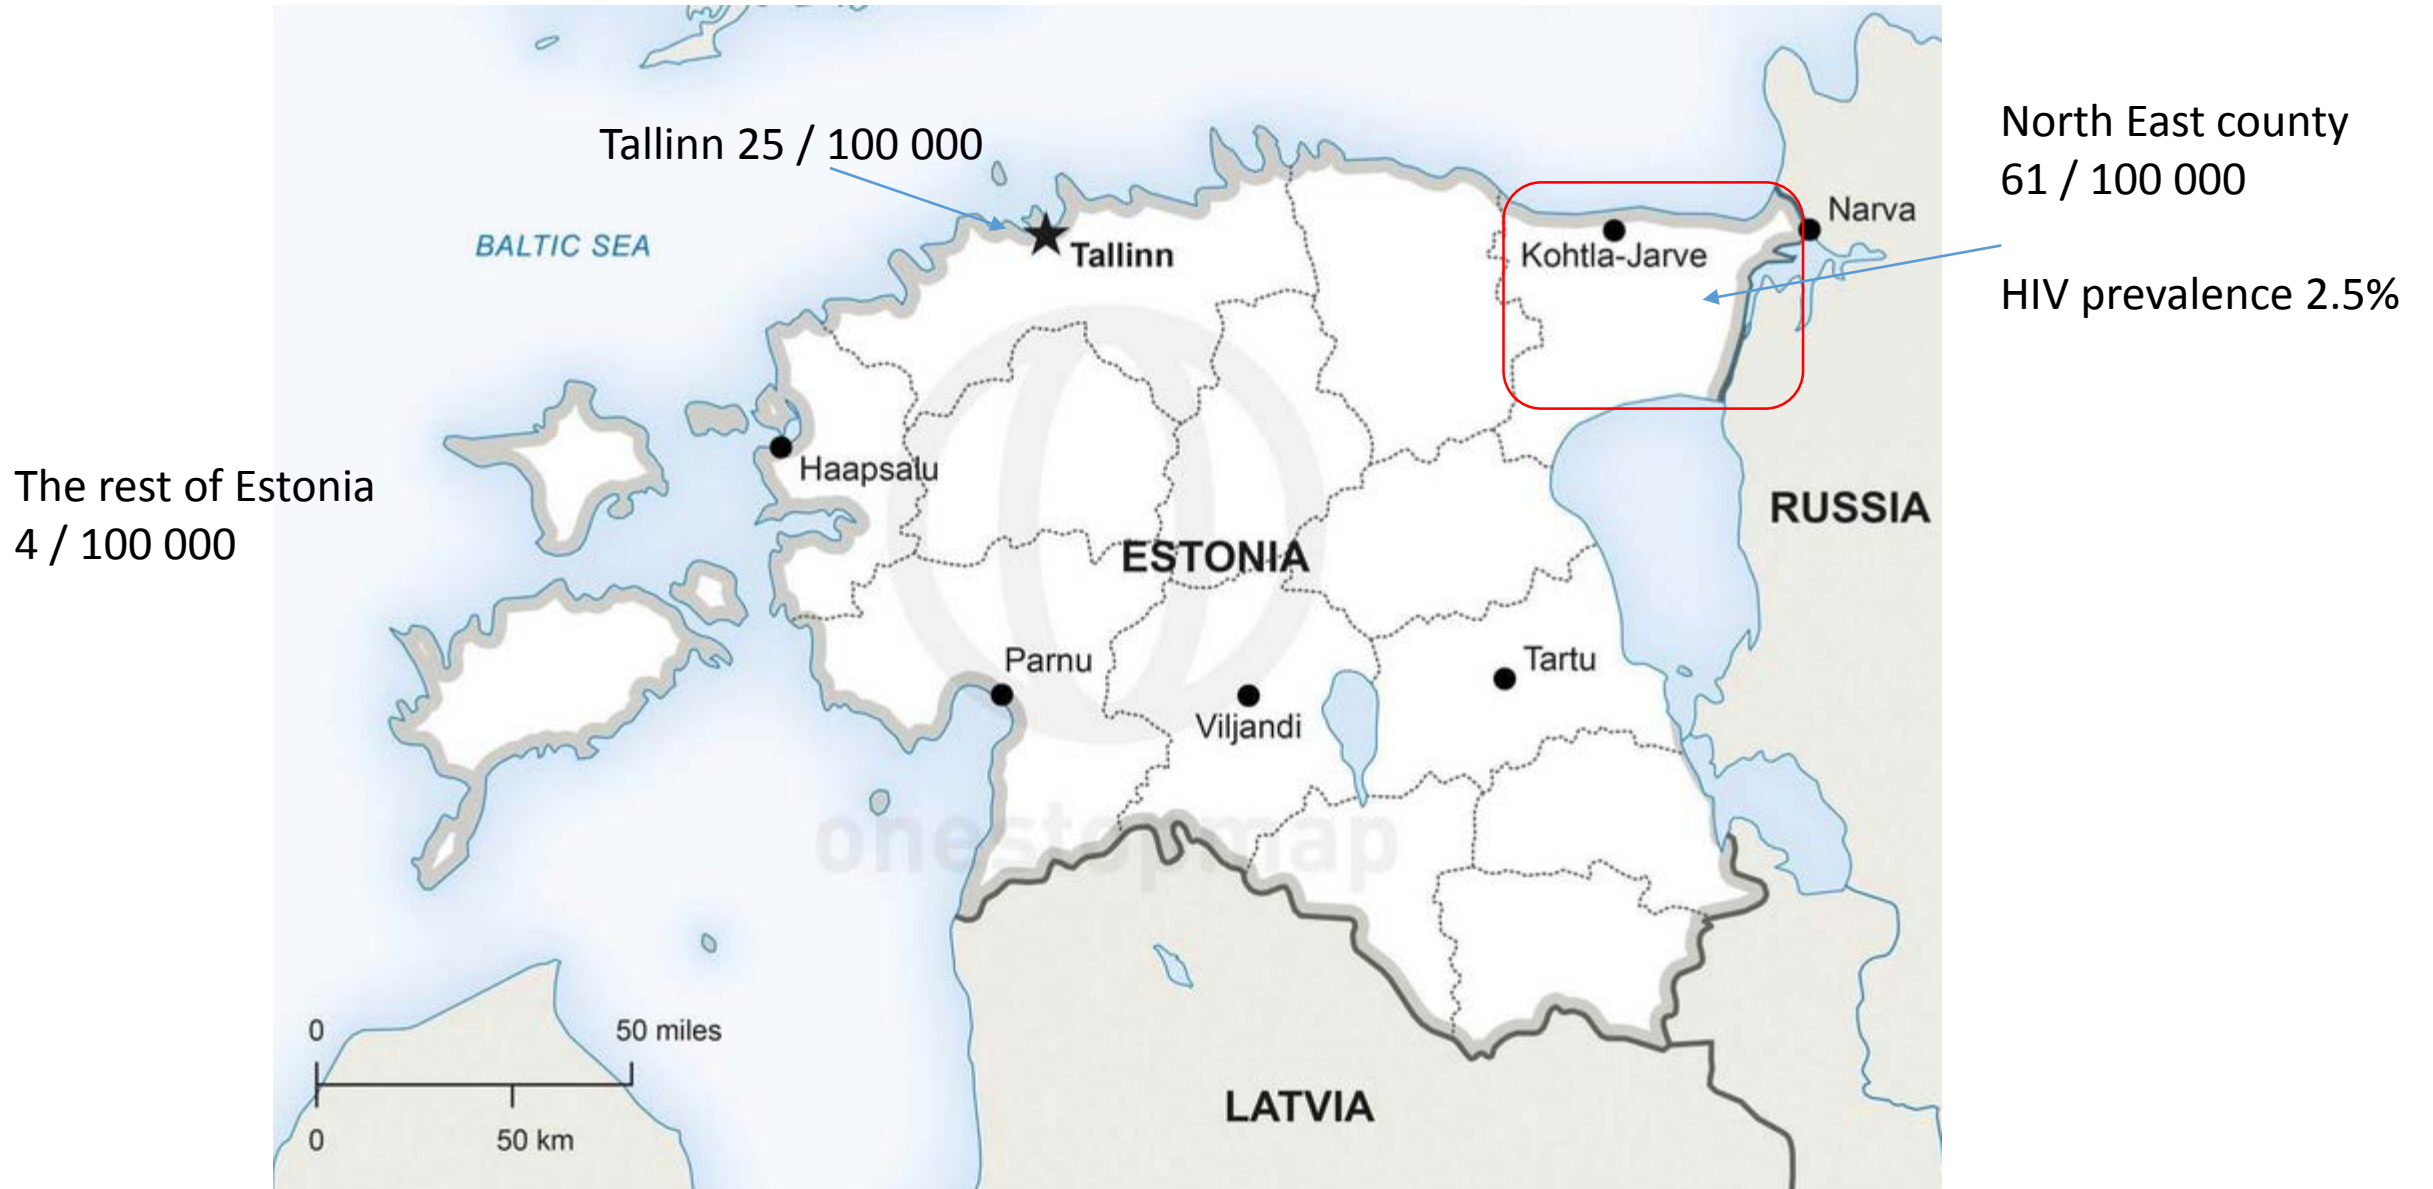 Tallinn 25 / 100 000
North East county
61 / 100 000
HIV prevalence 2.5%
The rest of Estonia
4 / 100 000
BALTIC SEA
Tallinn
Kohtla-Jarve
Narva
Haapsalu
RUSSIA
ESTONIA
Parnu
Tartu
Viljandi
onestopmap
0
50 miles
0
50 km
LATVIA